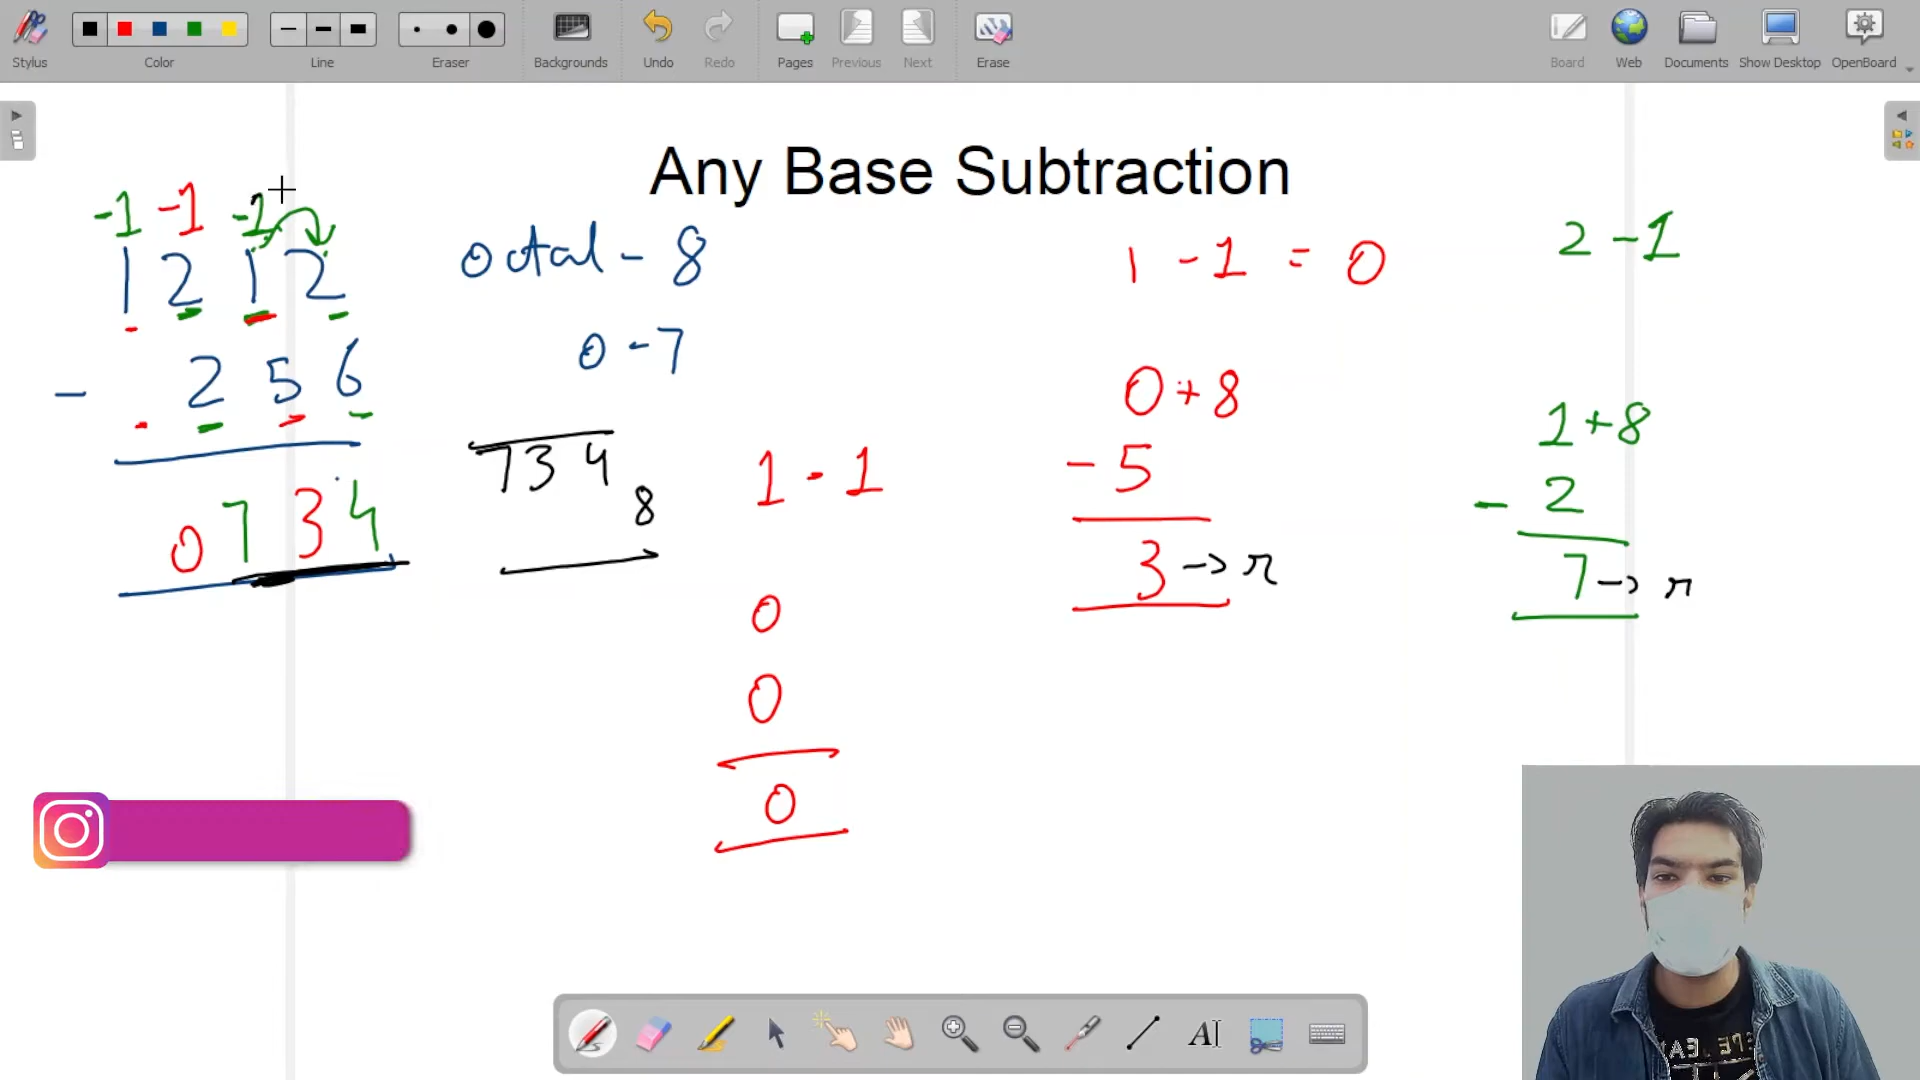 Stylus
Color
Line
Eraser
Backgrounds
Undo
Redo
Pages
Previous
Next
Erase
Board
Web
Documents
Show Desktop
OpenBoard
Any Base Subtraction
-1 -1 -1
1 2 1 2
- 2 5 6
0 7 3 4
octal - 8
0 - 7
7 3 4 8
1 - 1
0
0
0
1 - 1 = 0
0 + 8
- 5
3 -> r
2 - 1
1 + 8
- 2
7 -> r
AI